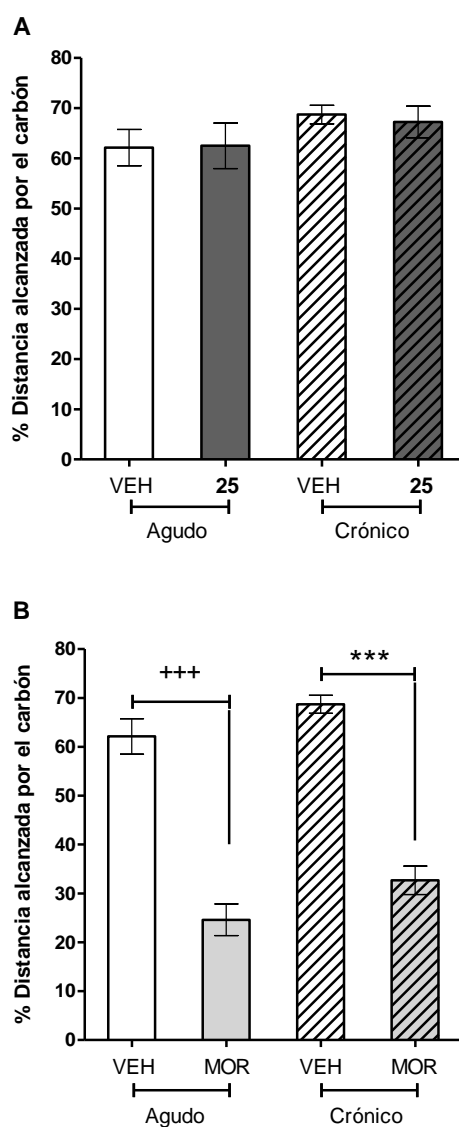 A
% Distancia alcanzada por el carbón
80
70
60
50
40
30
20
10
0
VEH 25 VEH 25
Agudo Crónico
B
% Distancia alcanzada por el carbón
80
70
60
50
40
30
20
10
0
+++ ***
VEH MOR VEH MOR
Agudo Crónico